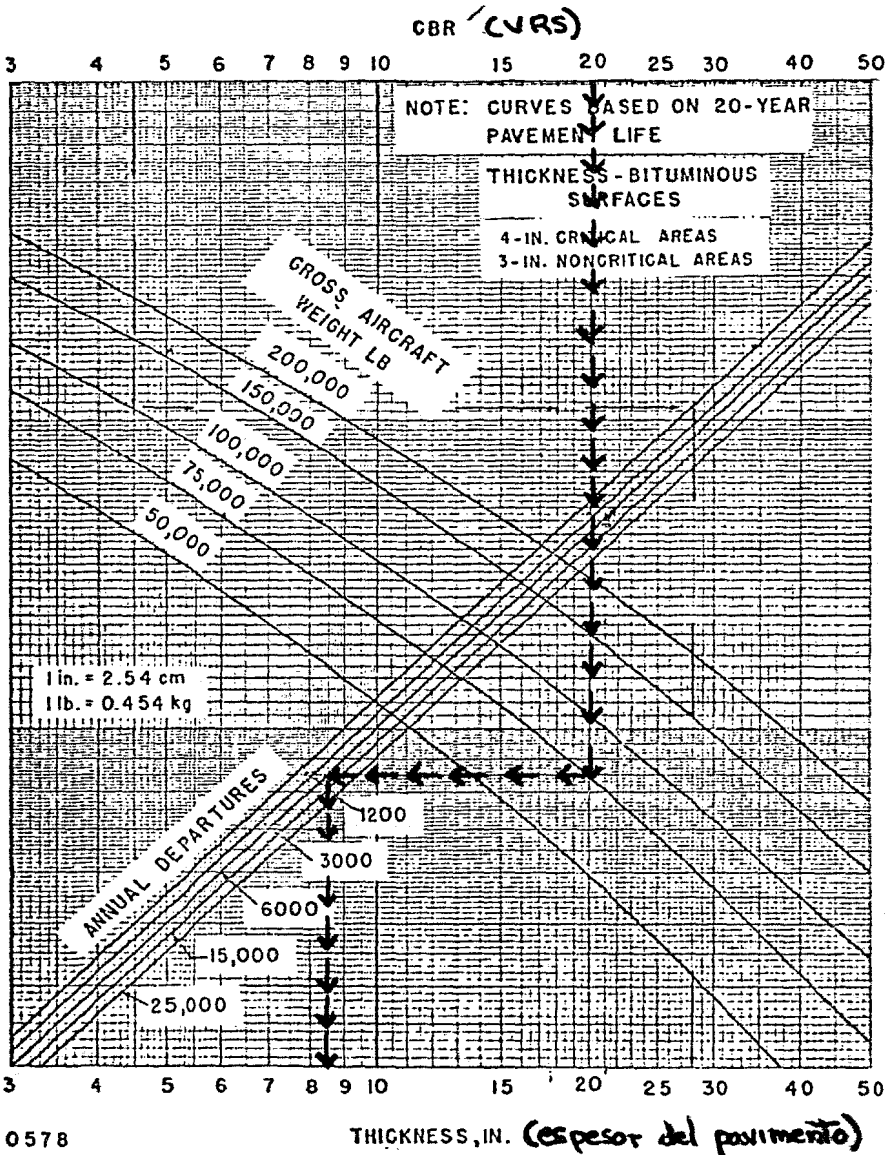 CBR (VRS)
3 4 5 6 7 8 9 10 15 20 25 30 40 50
NOTE: CURVES BASED ON 20-YEAR
PAVEMENT LIFE
THICKNESS-BITUMINOUS
SURFACES
4-IN. CRITICAL AREAS
3-IN. NONCRITICAL AREAS
GROSS AIRCRAFT
WEIGHT LB
200,000
150,000
100,000
75,000
50,000
1 in. = 2.54 cm
1 lb. = 0.454 kg
ANNUAL DEPARTURES
1200
3000
6000
15,000
25,000
3 4 5 6 7 8 9 10 15 20 25 30 40 50
0578
THICKNESS, IN. (espesor del pavimento)